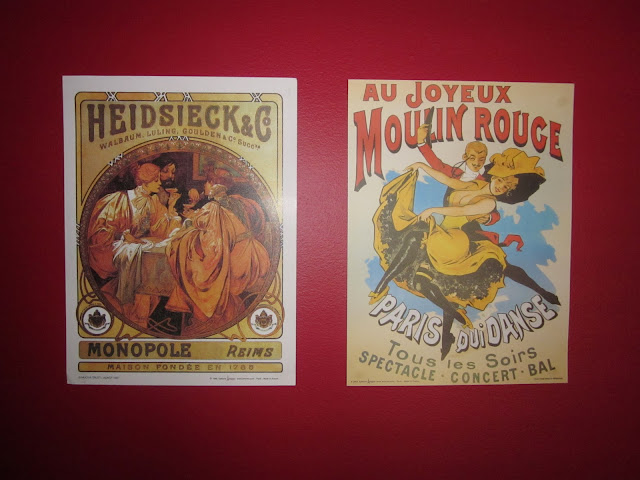 HEIDSIECK & Cº
WALBAUM, LULING, GOULDEN & Cº SUCCRS
MONOPOLE REIMS
MAISON FONDÉE EN 1785
AU JOYEUX
MOULIN ROUGE
PARIS QUI DANSE
Tous les Soirs
SPECTACLE · CONCERT · BAL